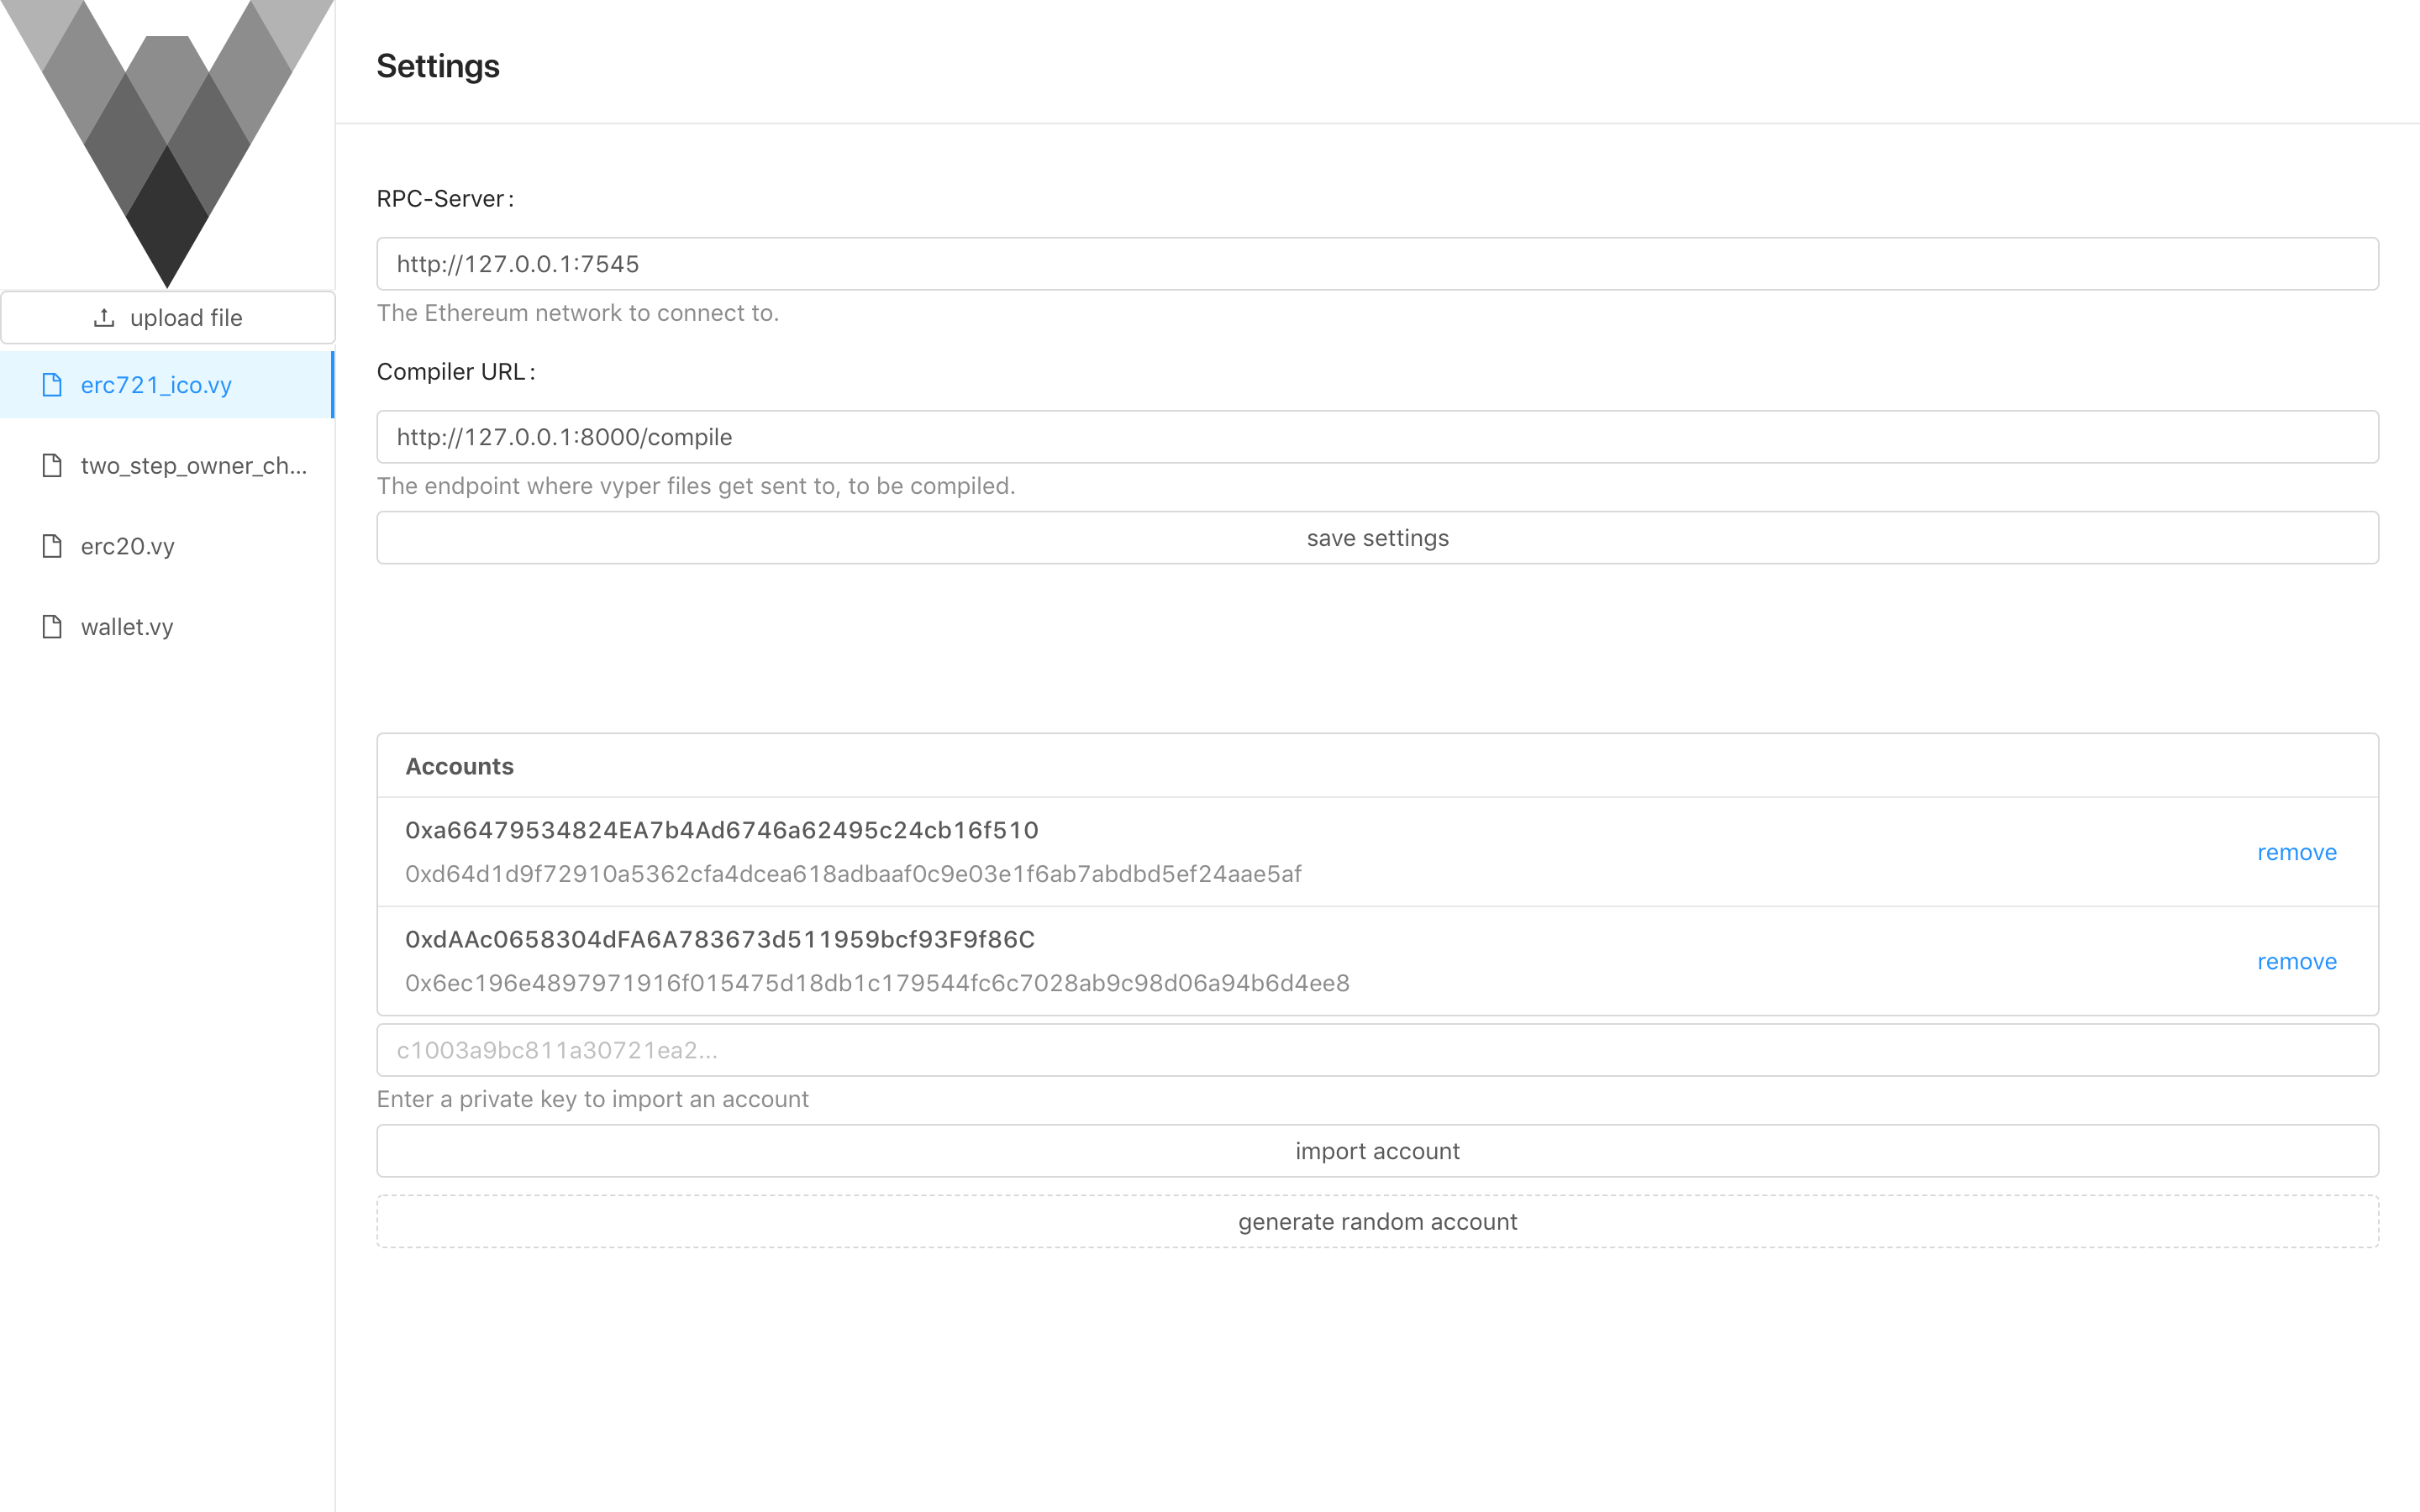 Settings
RPC-Server:
http://127.0.0.1:7545
The Ethereum network to connect to.
Compiler URL:
http://127.0.0.1:8000/compile
The endpoint where vyper files get sent to, to be compiled.
save settings
upload file
erc721_ico.vy
two_step_owner_ch...
erc20.vy
wallet.vy
Accounts
0xa66479534824EA7b4Ad6746a62495c24cb16f510
0xd64d1d9f72910a5362cfa4dcea618adbaaf0c9e03e1f6ab7abdbd5ef24aae5af
remove
0xdAAc0658304dFA6A783673d511959bcf93F9f86C
0x6ec196e4897971916f015475d18db1c179544fc6c7028ab9c98d06a94b6d4ee8
remove
c1003a9bc811a30721ea2...
Enter a private key to import an account
import account
generate random account